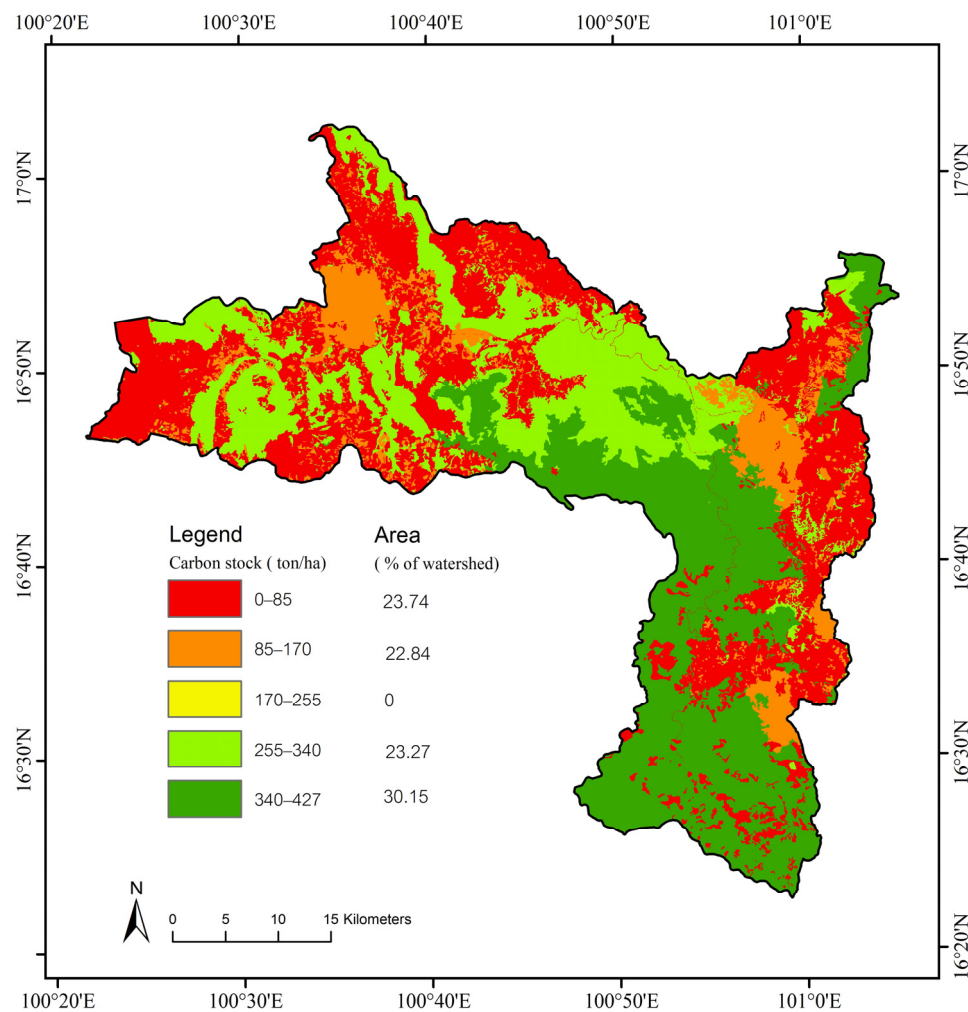 100°20'E 100°30'E 100°40'E 100°50'E 101°0'E
17°0'N 17°0'N
16°50'N 16°50'N
16°40'N 16°40'N
16°30'N 16°30'N
16°20'N
Legend Area
Carbon stock ( ton/ha) ( % of watershed)
0–85 23.74
85–170 22.84
170–255 0
255–340 23.27
340–427 30.15
N
0 5 10 15 Kilometers
100°20'E 100°30'E 100°40'E 100°50'E 101°0'E